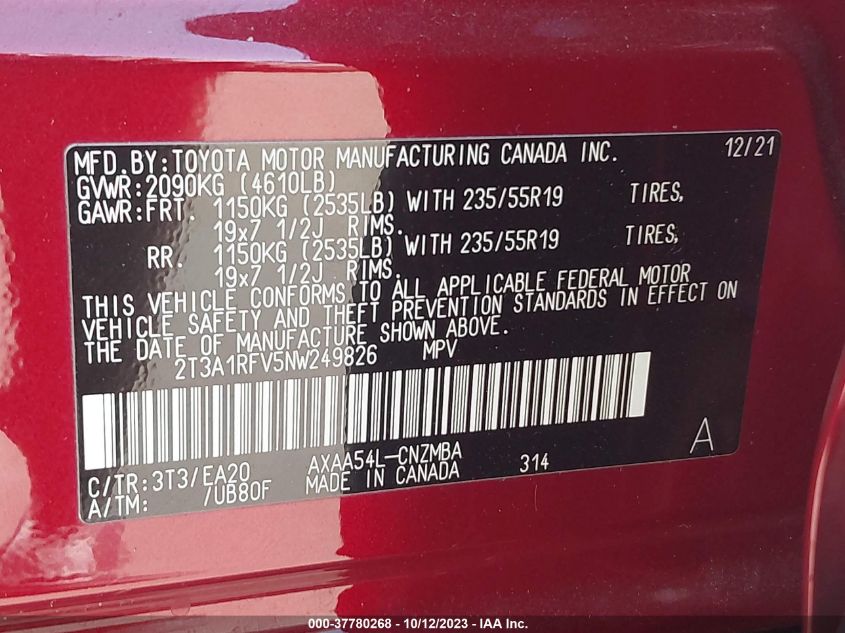 MFD.BY:TOYOTA MOTOR MANUFACTURING CANADA INC. 12/21
GVWR:2090KG (4610LB)
GAWR:FRT. 1150KG (2535LB) WITH 235/55R19 TIRES,
19x7 1/2J RIMS.
RR. 1150KG (2535LB) WITH 235/55R19 TIRES,
19x7 1/2J RIMS.
THIS VEHICLE CONFORMS TO ALL APPLICABLE FEDERAL MOTOR
VEHICLE SAFETY AND THEFT PREVENTION STANDARDS IN EFFECT ON
THE DATE OF MANUFACTURE SHOWN ABOVE.
2T3A1RFV5NW249826 MPV
A
C/TR:3T3/EA20 AXAA54L-CNZMBA 314
A/TM: /UB80F MADE IN CANADA
000-37780268 - 10/12/2023 - IAA Inc.